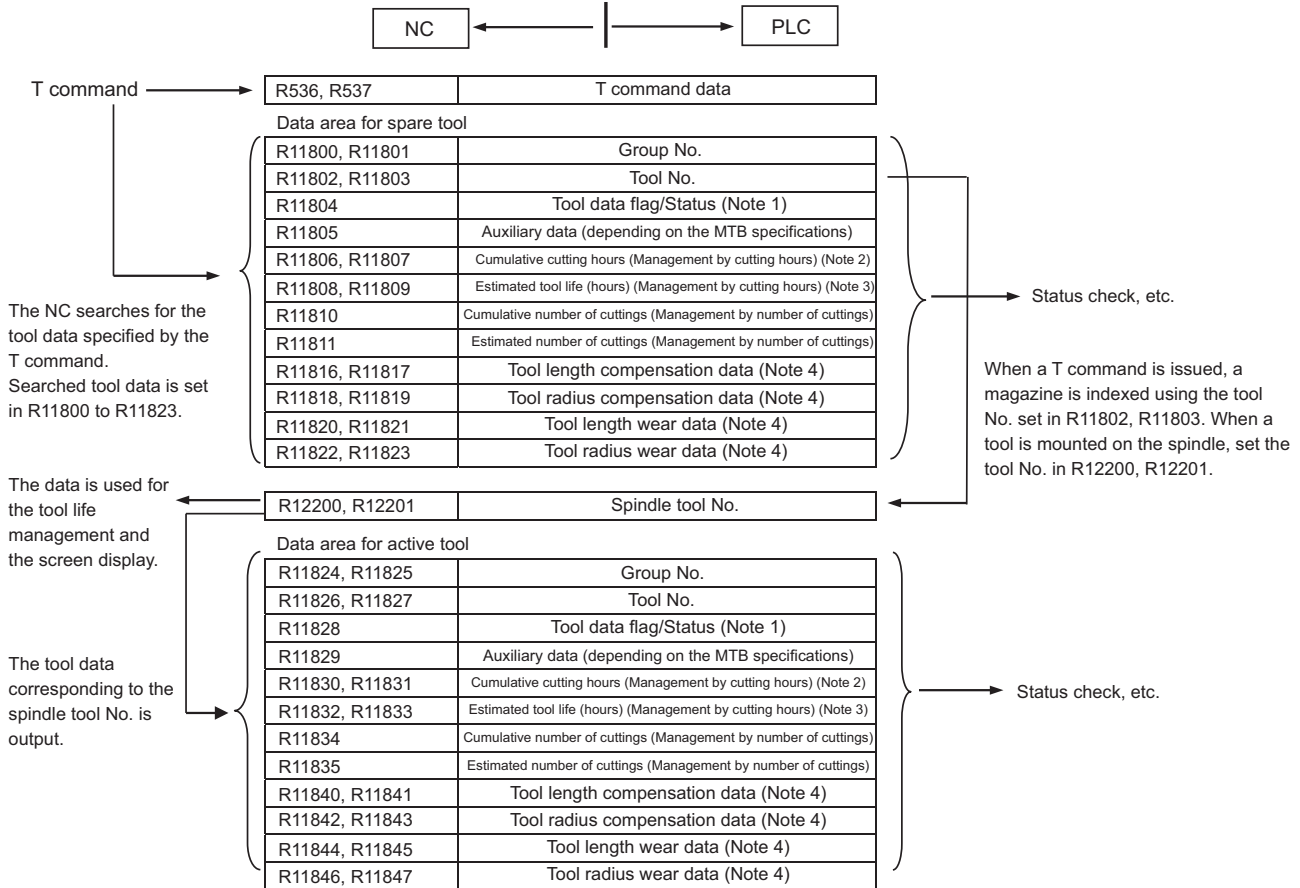 NC
PLC
T command
R536, R537 T command data
Data area for spare tool
R11800, R11801 Group No.
R11802, R11803 Tool No.
R11804 Tool data flag/Status (Note 1)
R11805 Auxiliary data (depending on the MTB specifications)
R11806, R11807 Cumulative cutting hours (Management by cutting hours) (Note 2)
R11808, R11809 Estimated tool life (hours) (Management by cutting hours) (Note 3)
R11810 Cumulative number of cuttings (Management by number of cuttings)
R11811 Estimated number of cuttings (Management by number of cuttings)
R11816, R11817 Tool length compensation data (Note 4)
R11818, R11819 Tool radius compensation data (Note 4)
R11820, R11821 Tool length wear data (Note 4)
R11822, R11823 Tool radius wear data (Note 4)
The NC searches for the
tool data specified by the
T command.
Searched tool data is set
in R11800 to R11823.
Status check, etc.
When a T command is issued, a
magazine is indexed using the tool
No. set in R11802, R11803. When a
tool is mounted on the spindle, set the
tool No. in R12200, R12201.
The data is used for
the tool life
management and
the screen display.
R12200, R12201 Spindle tool No.
Data area for active tool
R11824, R11825 Group No.
R11826, R11827 Tool No.
R11828 Tool data flag/Status (Note 1)
R11829 Auxiliary data (depending on the MTB specifications)
R11830, R11831 Cumulative cutting hours (Management by cutting hours) (Note 2)
R11832, R11833 Estimated tool life (hours) (Management by cutting hours) (Note 3)
R11834 Cumulative number of cuttings (Management by number of cuttings)
R11835 Estimated number of cuttings (Management by number of cuttings)
R11840, R11841 Tool length compensation data (Note 4)
R11842, R11843 Tool radius compensation data (Note 4)
R11844, R11845 Tool length wear data (Note 4)
R11846, R11847 Tool radius wear data (Note 4)
The tool data
corresponding to the
spindle tool No. is
output.
Status check, etc.